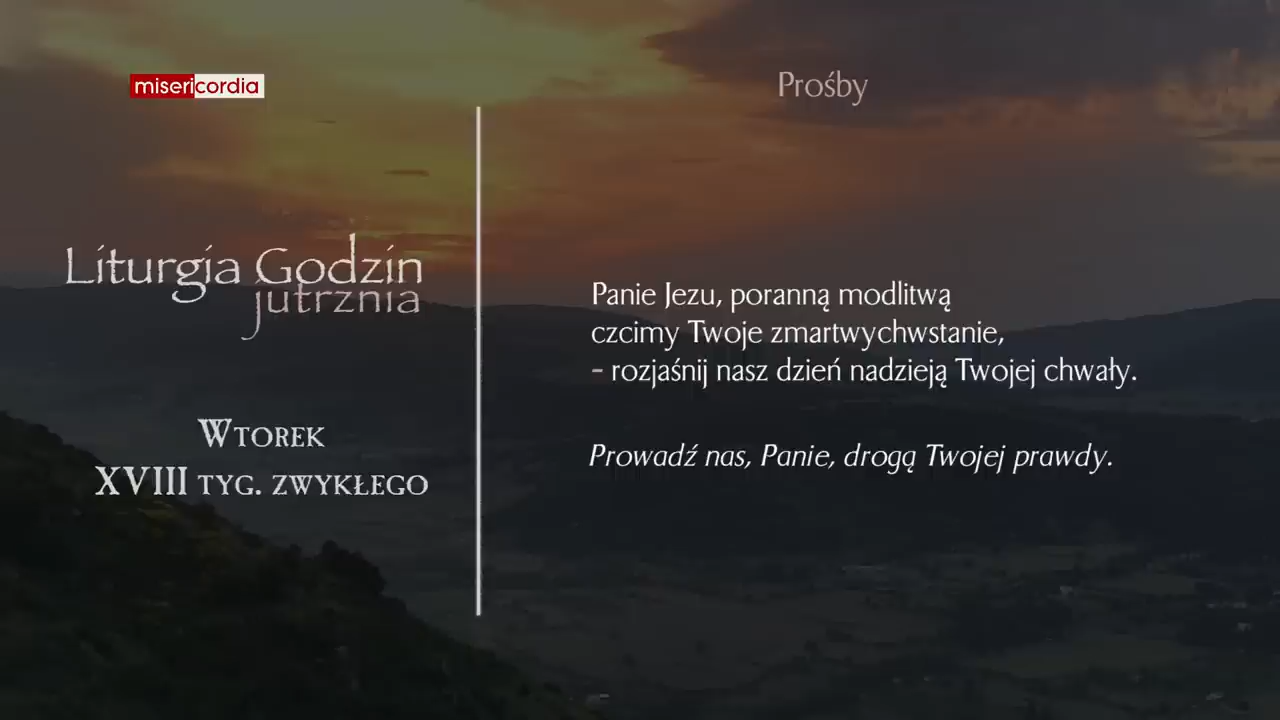 misericordia
Liturgia Godzin
jutrznia
Wtorek
XVIII tyg. zwykłego
Prośby
Panie Jezu, poranną modlitwą
czcimy Twoje zmartwychwstanie,
- rozjaśnij nasz dzień nadzieją Twojej chwały.
Prowadź nas, Panie, drogą Twojej prawdy.